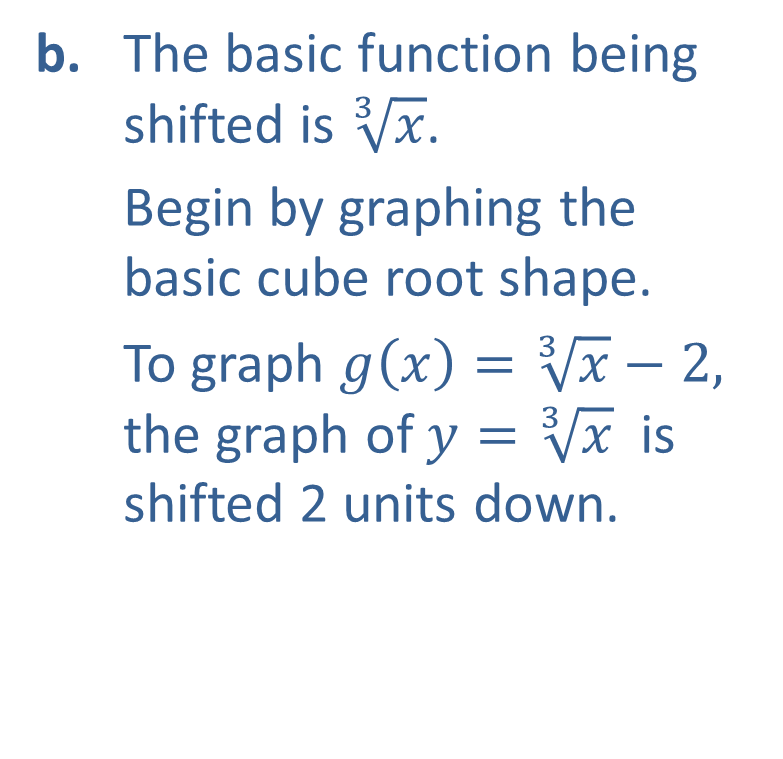 b. The basic function being
shifted is ∛x.
Begin by graphing the
basic cube root shape.
To graph g(x) = ∛x – 2,
the graph of y = ∛x is
shifted 2 units down.